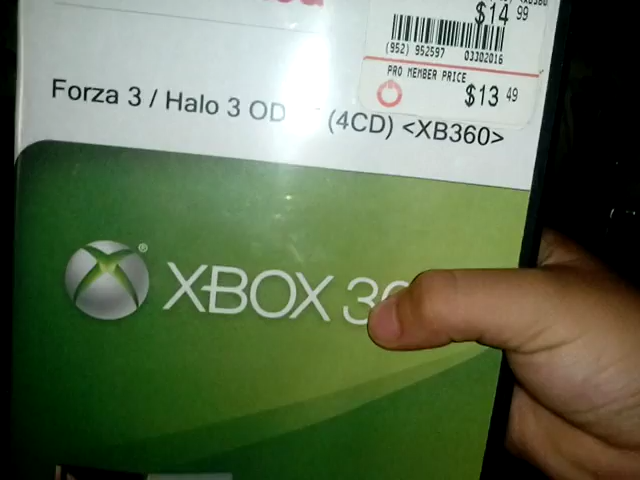 $14 99
(952) 952597 03302016
PRO MEMBER PRICE
$13 49
Forza 3 / Halo 3 OD (4CD) <XB360>
XBOX 36